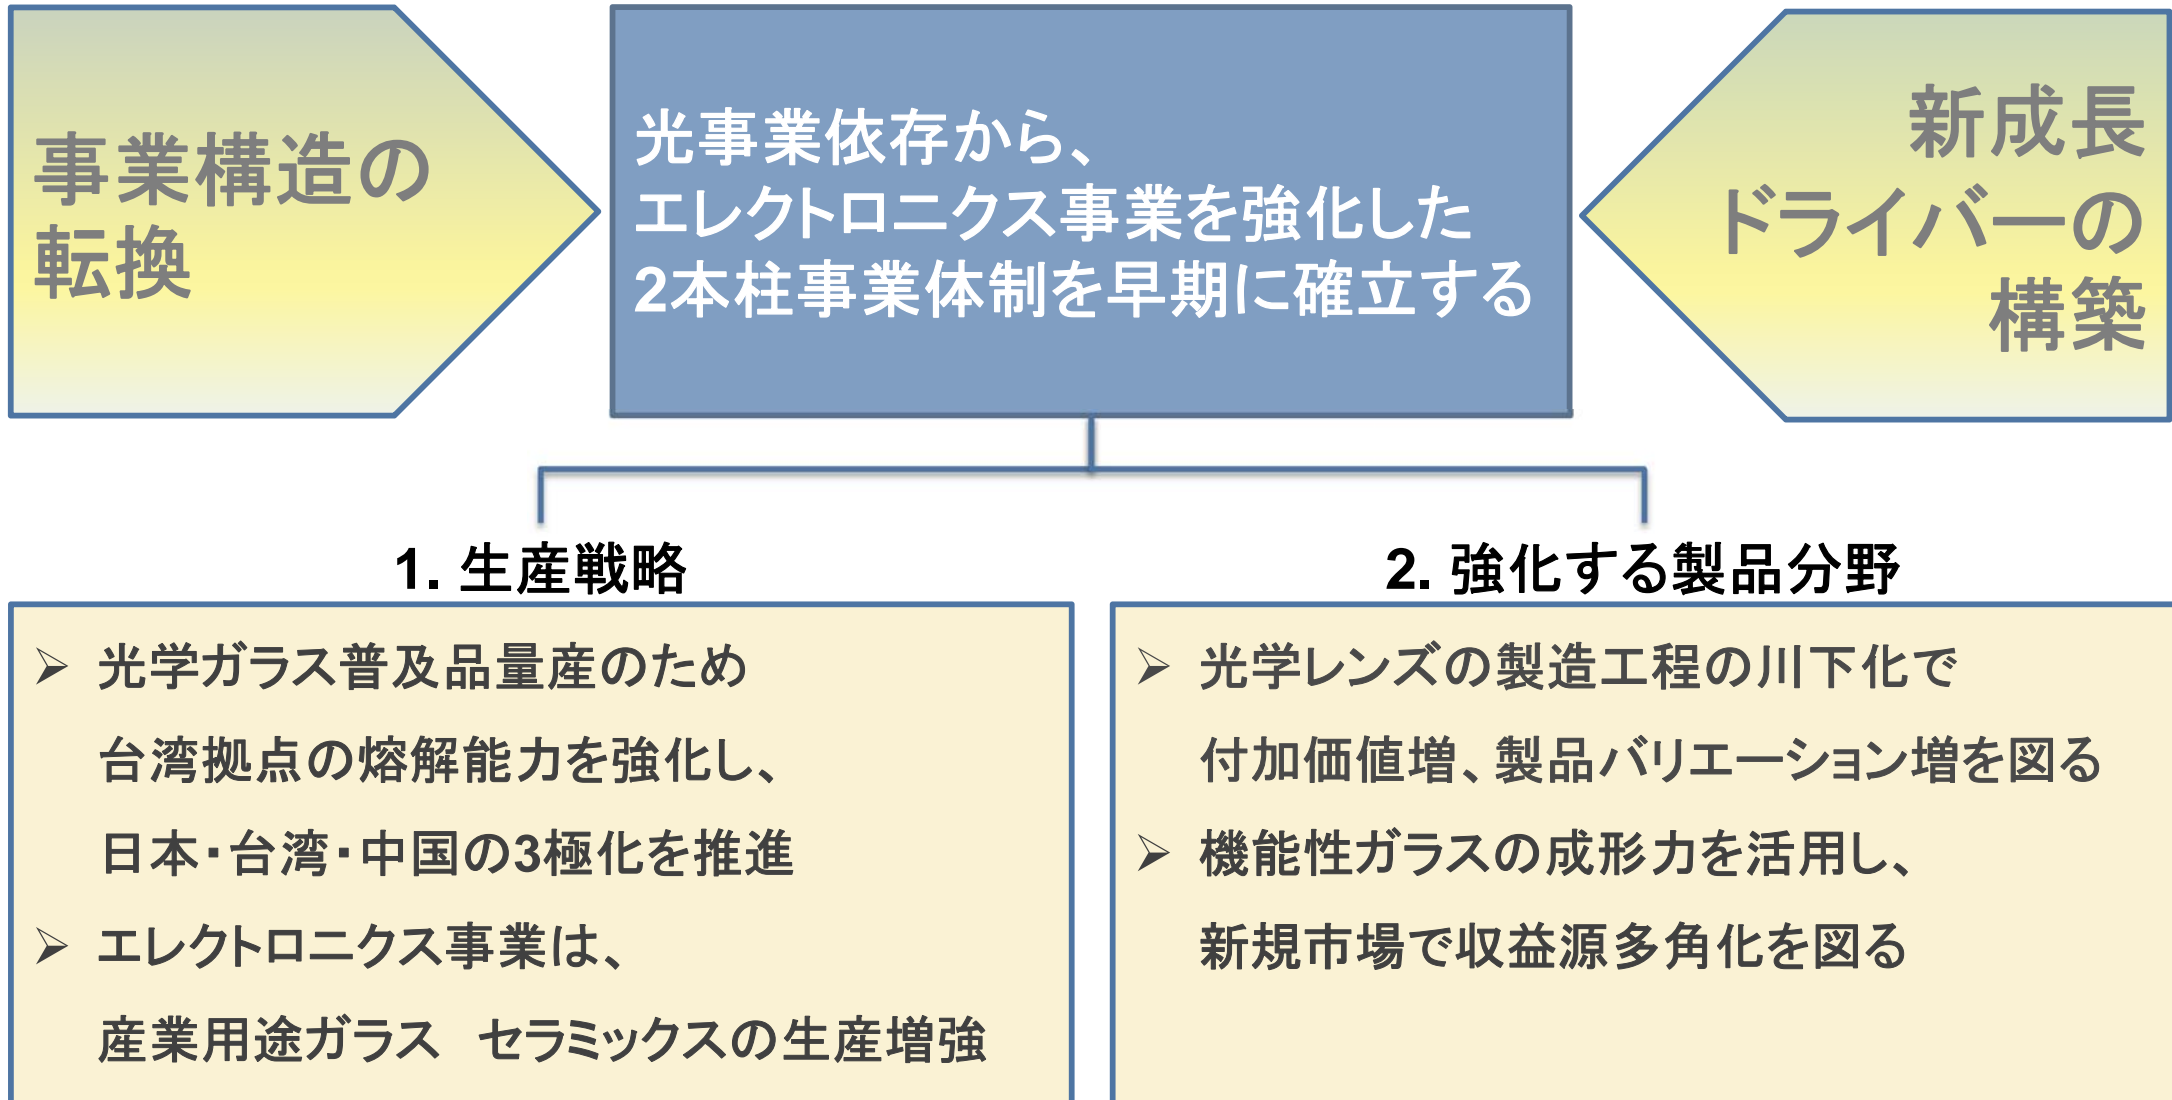 事業構造の
転換
光事業依存から、
エレクトロニクス事業を強化した
2本柱事業体制を早期に確立する
新成長
ドライバーの
構築
1. 生産戦略
➢ 光学ガラス普及品量産のため
台湾拠点の熔解能力を強化し、
日本・台湾・中国の3極化を推進
➢ エレクトロニクス事業は、
産業用途ガラス　セラミックスの生産増強
2. 強化する製品分野
➢ 光学レンズの製造工程の川下化で
付加価値増、製品バリエーション増を図る
➢ 機能性ガラスの成形力を活用し、
新規市場で収益源多角化を図る